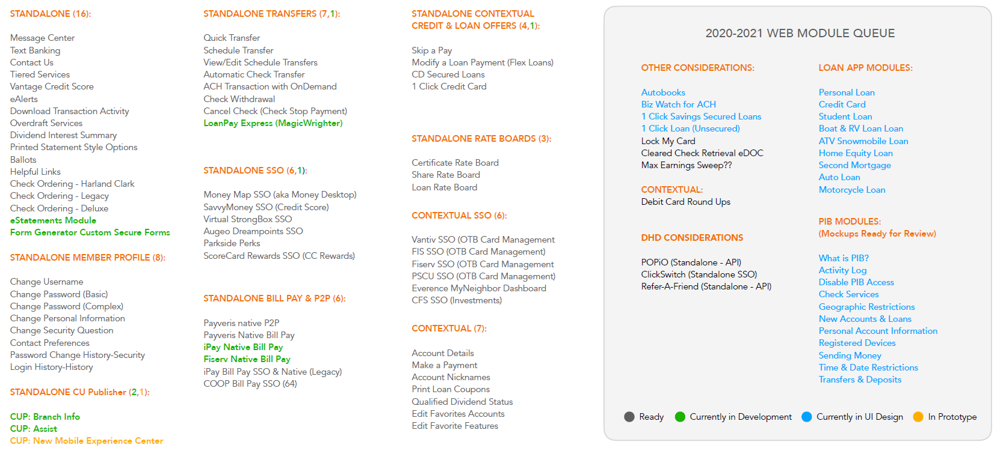 STANDALONE (16):
Message Center
Text Banking
Contact Us
Tiered Services
Vantage Credit Score
eAlerts
Download Transaction Activity
Overdraft Services
Dividend Interest Summary
Printed Statement Style Options
Ballots
Helpful Links
Check Ordering - Harland Clark
Check Ordering - Legacy
Check Ordering - Deluxe
eStatements Module
Form Generator Custom Secure Forms
STANDALONE MEMBER PROFILE (8):
Change Username
Change Password (Basic)
Change Password (Complex)
Change Personal Information
Change Security Question
Contact Preferences
Password Change History-Security
Login History-History
STANDALONE CU Publisher (2,1):
CUP: Branch Info
CUP: Assist
CUP: New Mobile Experience Center
STANDALONE TRANSFERS (7,1):
Quick Transfer
Schedule Transfer
View/Edit Schedule Transfers
Automatic Check Transfer
ACH Transaction with OnDemand
Check Withdrawal
Cancel Check (Check Stop Payment)
LoanPay Express (MagicWrighter)
STANDALONE SSO (6,1):
Money Map SSO (aka Money Desktop)
SavvyMoney SSO (Credit Score)
Virtual StrongBox SSO
Augeo Dreampoints SSO
Parkside Perks
ScoreCard Rewards SSO (CC Rewards)
STANDALONE BILL PAY & P2P (6):
Payveris native P2P
Payveris Native Bill Pay
iPay Native Bill Pay
Fiserv Native Bill Pay
iPay Bill Pay SSO & Native (Legacy)
COOP Bill Pay SSO (64)
STANDALONE CONTEXTUAL
CREDIT & LOAN OFFERS (4,1):
Skip a Pay
Modify a Loan Payment (Flex Loans)
CD Secured Loans
1 Click Credit Card
STANDALONE RATE BOARDS (3):
Certificate Rate Board
Share Rate Board
Loan Rate Board
CONTEXTUAL SSO (6):
Vantiv SSO (OTB Card Management
FIS SSO (OTB Card Management)
Fiserv SSO (OTB Card Management
PSCU SSO (OTB Card Management)
Everence MyNeighbor Dashboard
CFS SSO (Investments)
CONTEXTUAL (7):
Account Details
Make a Payment
Account Nicknames
Print Loan Coupons
Qualified Dividend Status
Edit Favorites Accounts
Edit Favorite Features
2020-2021 WEB MODULE QUEUE
OTHER CONSIDERATIONS:
Autobooks
Biz Watch for ACH
1 Click Savings Secured Loans
1 Click Loan (Unsecured)
Lock My Card
Cleared Check Retrieval eDOC
Max Earnings Sweep??
CONTEXTUAL:
Debit Card Round Ups
DHD CONSIDERATIONS
POPiO (Standalone - API)
ClickSwitch (Standalone SSO)
Refer-A-Friend (Standalone - API)
LOAN APP MODULES:
Personal Loan
Credit Card
Student Loan
Boat & RV Loan Loan
ATV Snowmobile Loan
Home Equity Loan
Second Mortgage
Auto Loan
Motorcycle Loan
PIB MODULES:
(Mockups Ready for Review)
What is PIB?
Activity Log
Disable PIB Access
Check Services
Geographic Restrictions
New Accounts & Loans
Personal Account Information
Registered Devices
Sending Money
Time & Date Restrictions
Transfers & Deposits
Ready
Currently in Development
Currently in UI Design
In Prototype